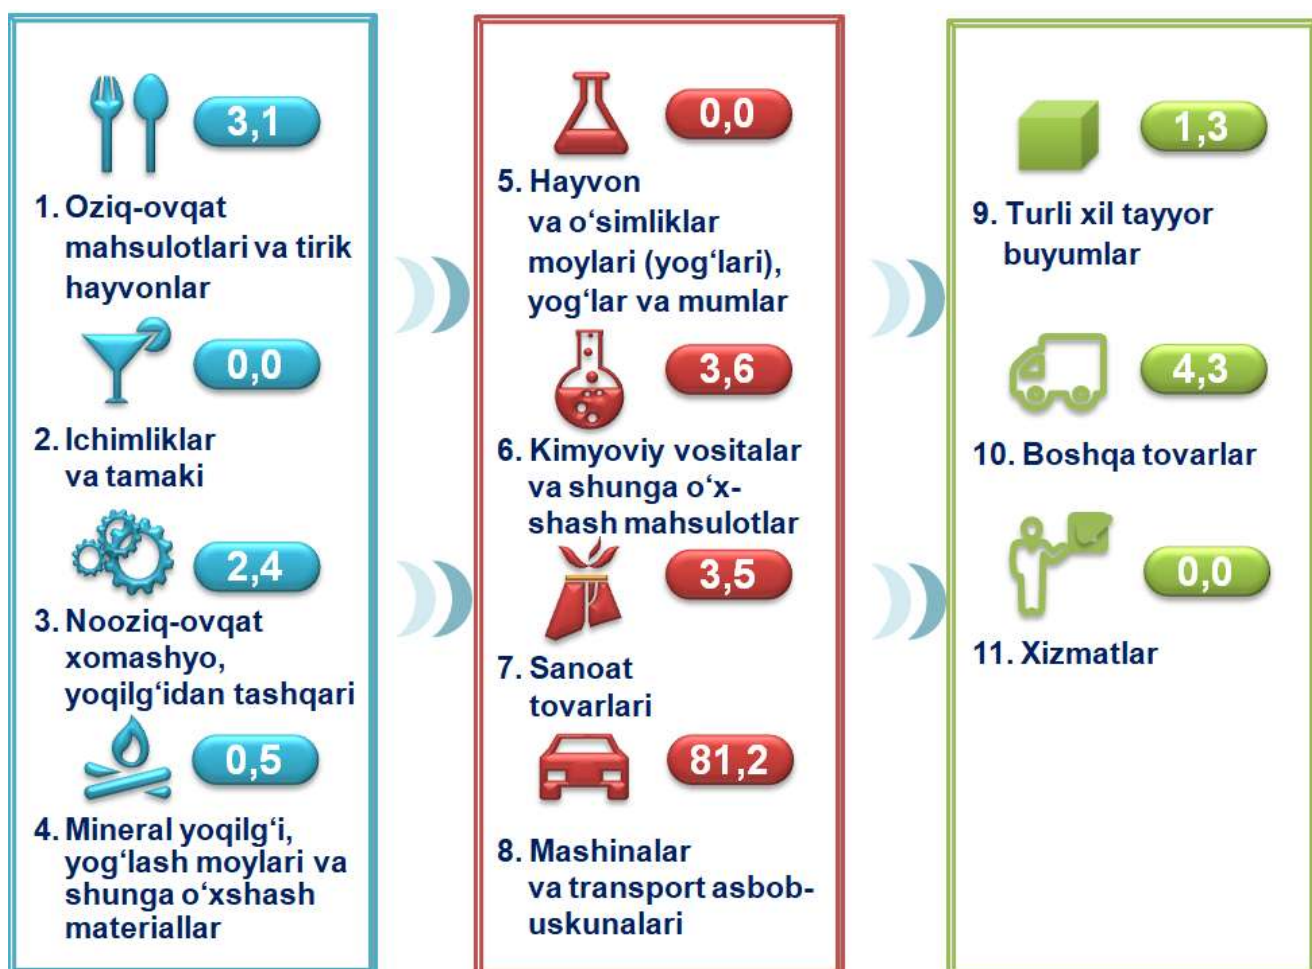 3,1
1. Oziq-ovqat
mahsulotlari va tirik
hayvonlar
0,0
2. Ichimliklar
va tamaki
2,4
3. Nooziq-ovqat
xomashyo,
yoqilg‘idan tashqari
0,5
4. Mineral yoqilg‘i,
yog‘lash moylari va
shunga o‘xshash
materiallar
0,0
5. Hayvon
va o‘simliklar
moylari (yog‘lari),
yog‘lar va mumlar
3,6
6. Kimyoviy vositalar
va shunga o‘x-
shash mahsulotlar
3,5
7. Sanoat
tovarlari
81,2
8. Mashinalar
va transport asbob-
uskunalari
1,3
9. Turli xil tayyor
buyumlar
4,3
10. Boshqa tovarlar
0,0
11. Xizmatlar